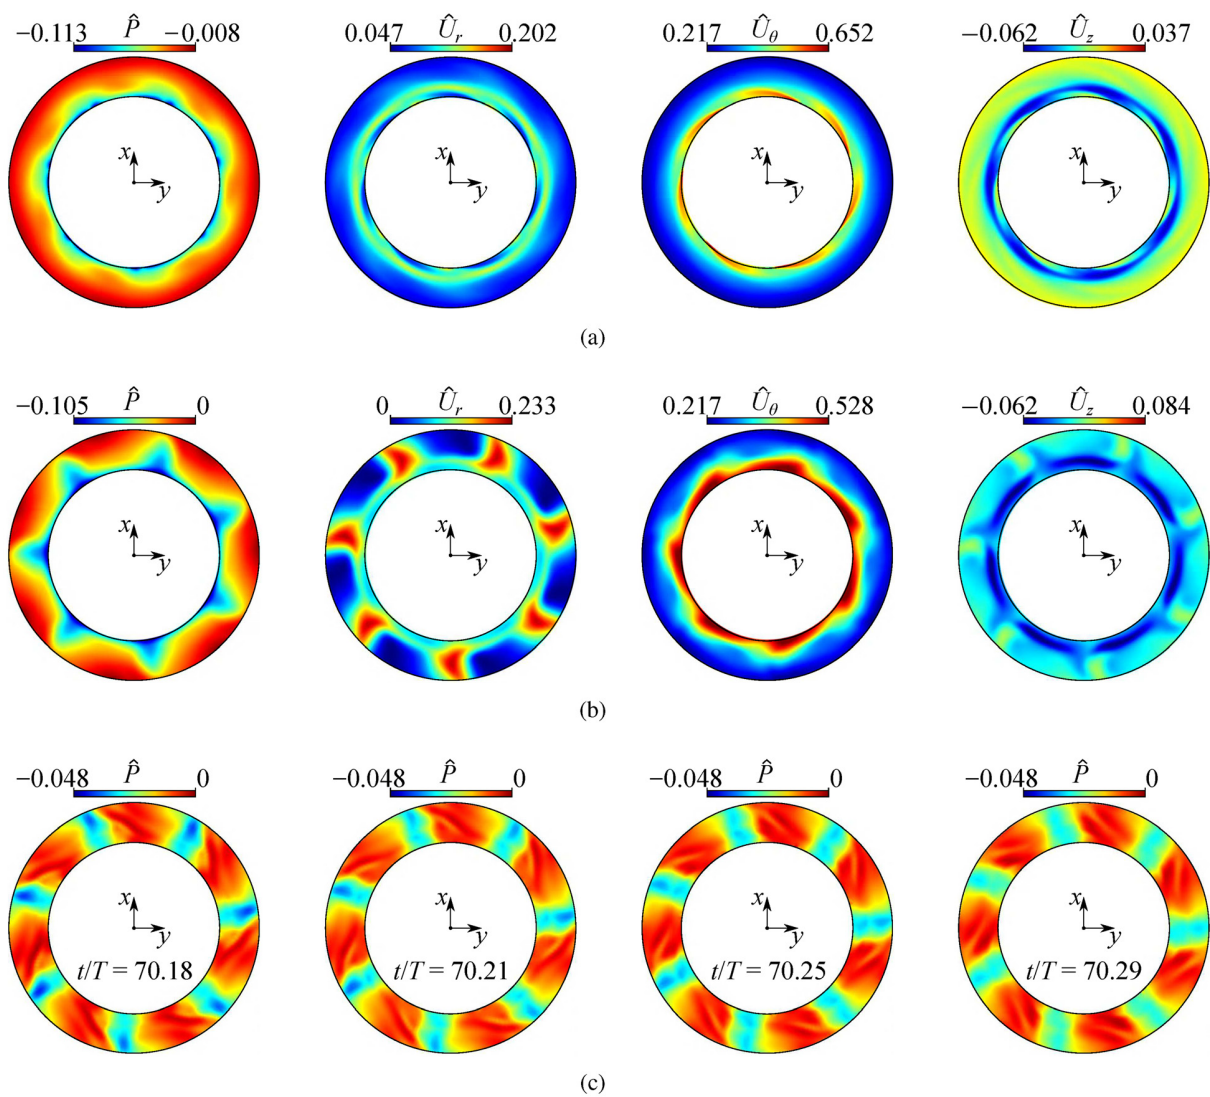 −0.113 P̂ −0.008 0.047 Û_r 0.202 0.217 Û_θ 0.652 −0.062 Û_z 0.037
x x x x
y y y y
(a)
−0.105 P̂ 0 0 Û_r 0.233 0.217 Û_θ 0.528 −0.062 Û_z 0.084
x x x x
y y y y
(b)
−0.048 P̂ 0 −0.048 P̂ 0 −0.048 P̂ 0 −0.048 P̂ 0
x x x x
y y y y
t/T = 70.18 t/T = 70.21 t/T = 70.25 t/T = 70.29
(c)